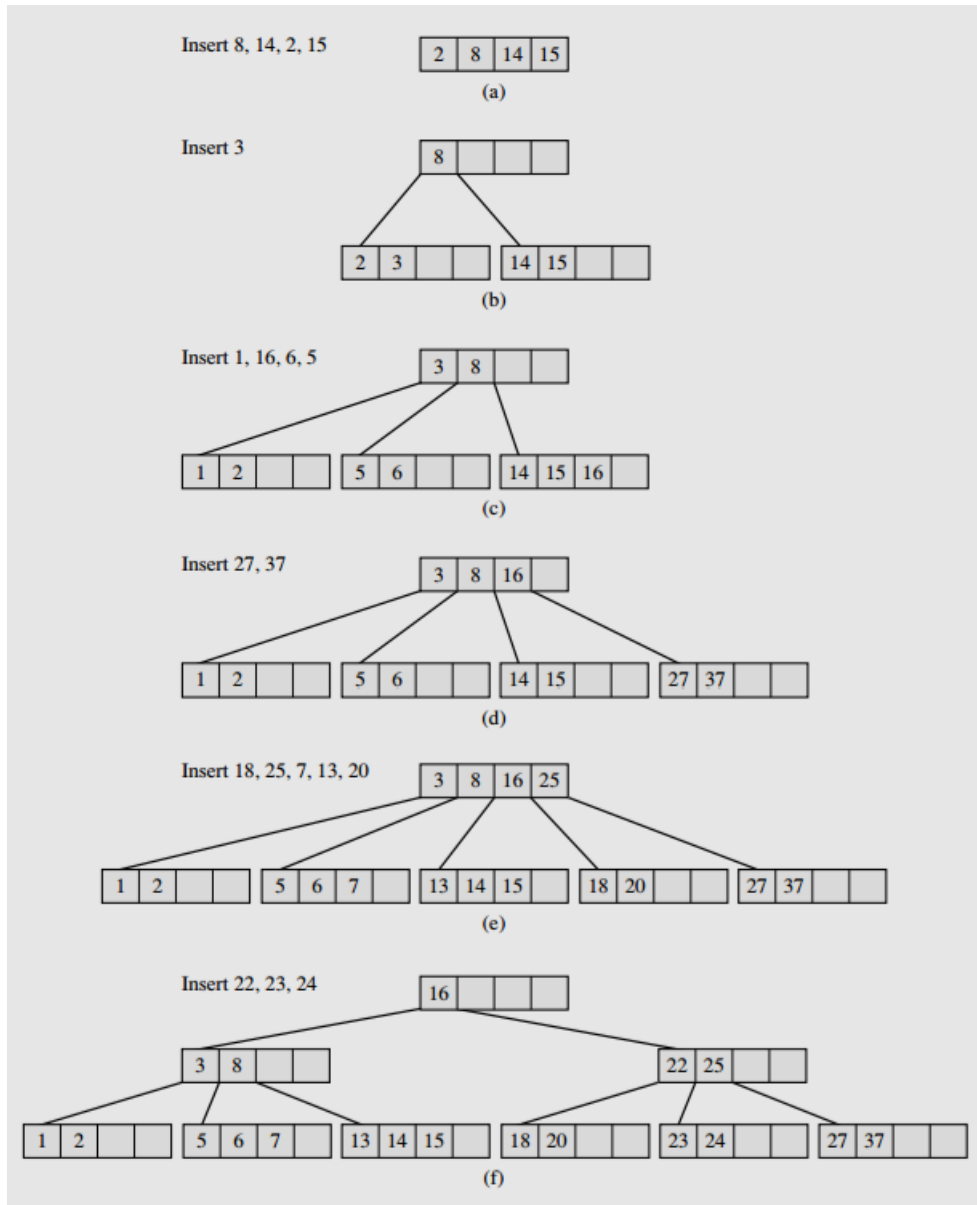 Insert 8, 14, 2, 15
2 8 14 15
(a)
Insert 3
8
2 3 14 15
(b)
Insert 1, 16, 6, 5
3 8
1 2 5 6 14 15 16
(c)
Insert 27, 37
3 8 16
1 2 5 6 14 15 27 37
(d)
Insert 18, 25, 7, 13, 20
3 8 16 25
1 2 5 6 7 13 14 15 18 20 27 37
(e)
Insert 22, 23, 24
16
3 8 22 25
1 2 5 6 7 13 14 15 18 20 23 24 27 37
(f)